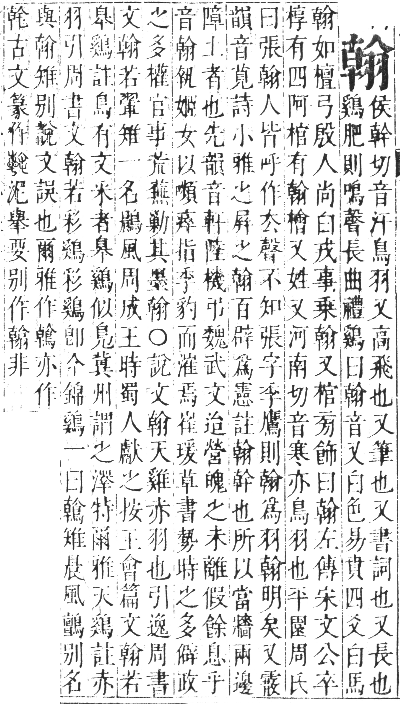 翰侯幹切音汗鳥羽又高飛也又筆也又書詞也又長也
鷄肥則鳴聲長曲禮鷄曰翰音又白色易賁四爻白馬
翰如檀弓殷人尚白戎事乘翰又棺旁飾曰翰左傳宋文公卒
椁有四阿棺有翰檜又姓又河南切音寒亦鳥羽也平園周氏
曰張翰人皆呼作去聲不知張字季鷹則翰爲羽翰明矣又霰
韻音見詩小雅之屏之翰百辟爲憲註翰幹也所以當牆兩邊
障土者也先韻音軒陸機弔魏武文迨營魄之未離假餘息乎
音翰執姬女以嚬瘁指季豹而漼焉崔瑗草書勢時之多僻政
之多權官事荒蕪勦其墨翰○說文翰天雞赤羽也引逸周書
文翰若翬雉一名鷐風周成王時蜀人獻之按王會篇文翰若
皋鷄註鳥有文采者皋鷄似鳧冀州謂之澤特爾雅天鷄註赤
羽引周書文翰若彩鷄彩鷄卽今錦鷄一曰鶾雉晨風鸇別名
與翰雉別說文誤也爾雅作鶾亦作
古文篆作泥舉要別作非